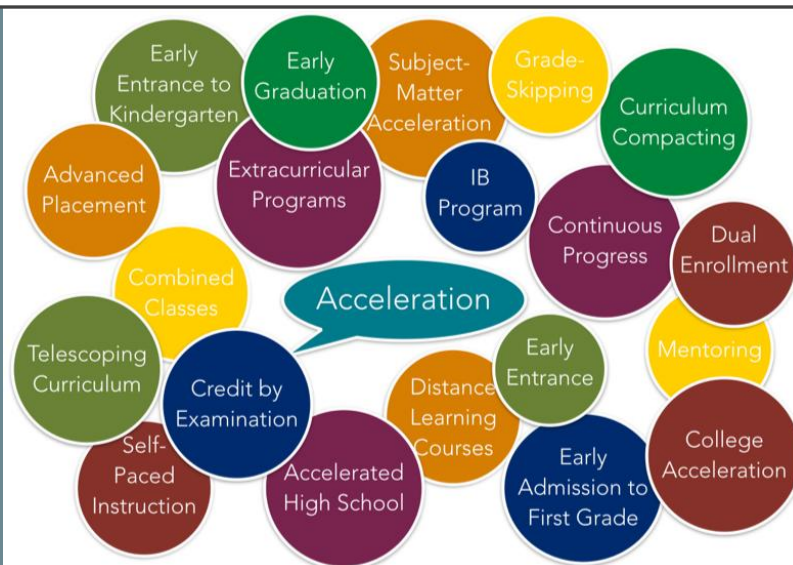 Early
Entrance to
Kindergarten
Early
Graduation
Subject-
Matter
Acceleration
Grade-
Skipping
Curriculum
Compacting
Advanced
Placement
Extracurricular
Programs
IB
Program
Continuous
Progress
Dual
Enrollment
Combined
Classes
Acceleration
Telescoping
Curriculum
Credit by
Examination
Distance
Learning
Courses
Early
Entrance
Mentoring
Self-
Paced
Instruction
Accelerated
High School
Early
Admission to
First Grade
College
Acceleration